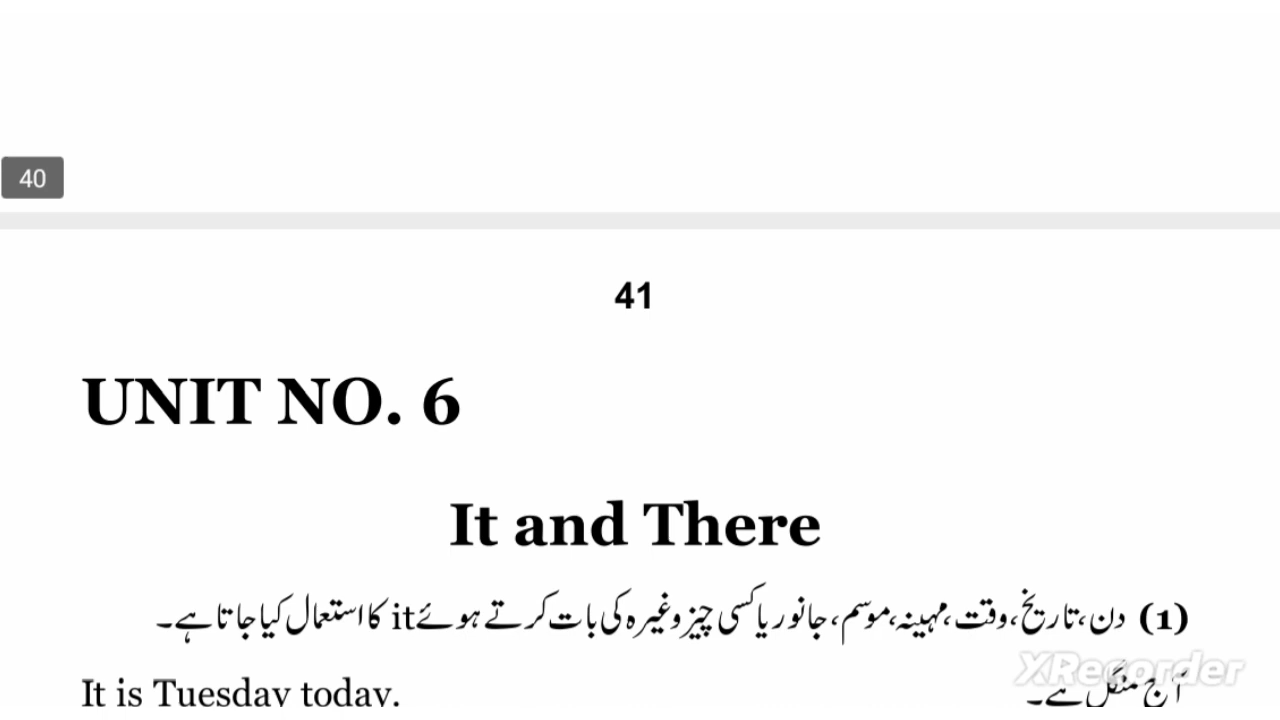 40
41
UNIT NO. 6
It and There
(1) دن، تاریخ، وقت، مہینہ، موسم، جانور یا کسی چیز وغیرہ کی بات کرتے ہوئے it کا استعمال کیا جاتا ہے۔
It is Tuesday today. آج منگل ہے۔
XRecorder